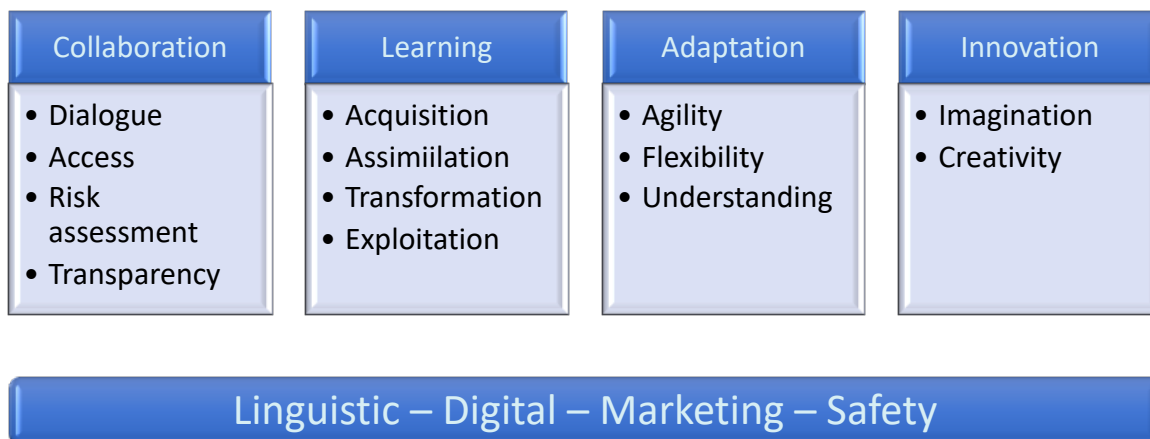 Collaboration
• Dialogue
• Access
• Risk
assessment
• Transparency
Learning
• Acquisition
• Assimiilation
• Transformation
• Exploitation
Adaptation
• Agility
• Flexibility
• Understanding
Innovation
• Imagination
• Creativity
Linguistic – Digital – Marketing – Safety